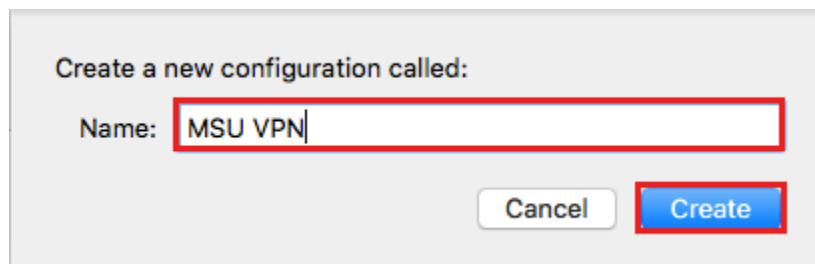 Create a new configuration called:
Name: MSU VPN
Cancel Create